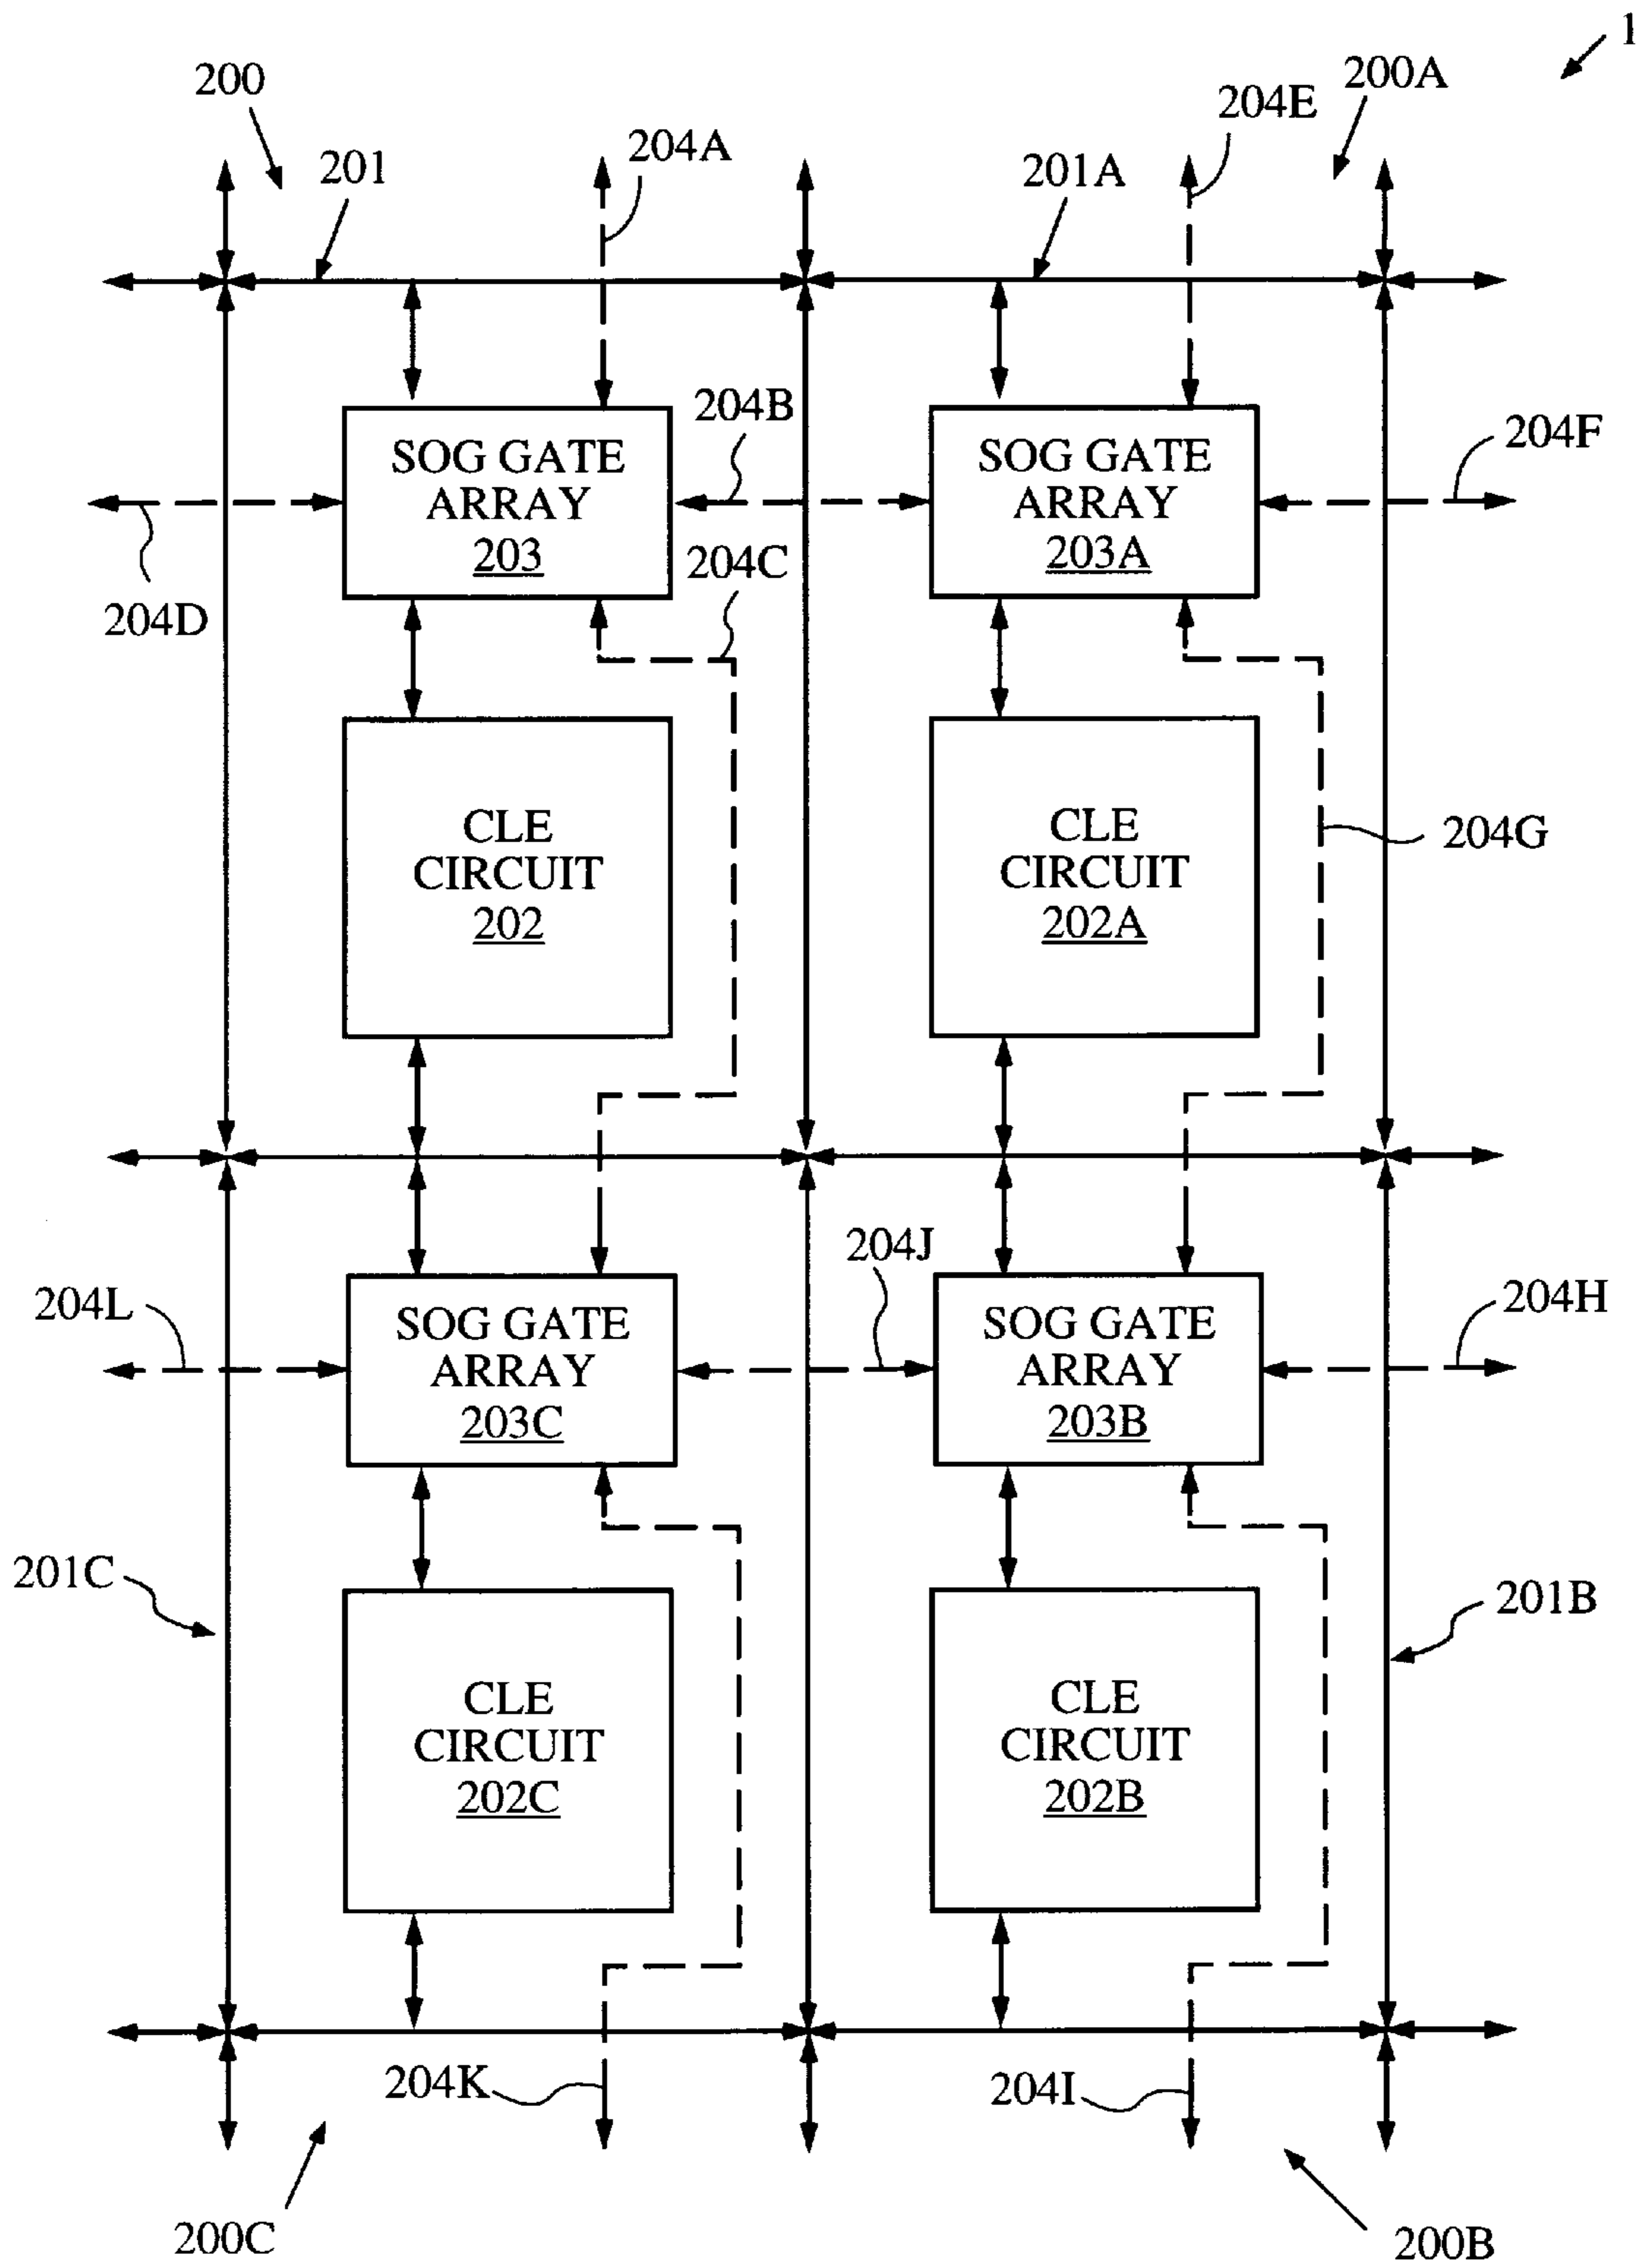 1
200
200A
204E
204A
201
201A
204B
204F
SOG GATE
ARRAY
203
SOG GATE
ARRAY
203A
204C
204D
CLE
CIRCUIT
202
CLE
CIRCUIT
202A
204G
204J
204L
204H
SOG GATE
ARRAY
203C
SOG GATE
ARRAY
203B
201C
201B
CLE
CIRCUIT
202C
CLE
CIRCUIT
202B
204K
204I
200C
200B